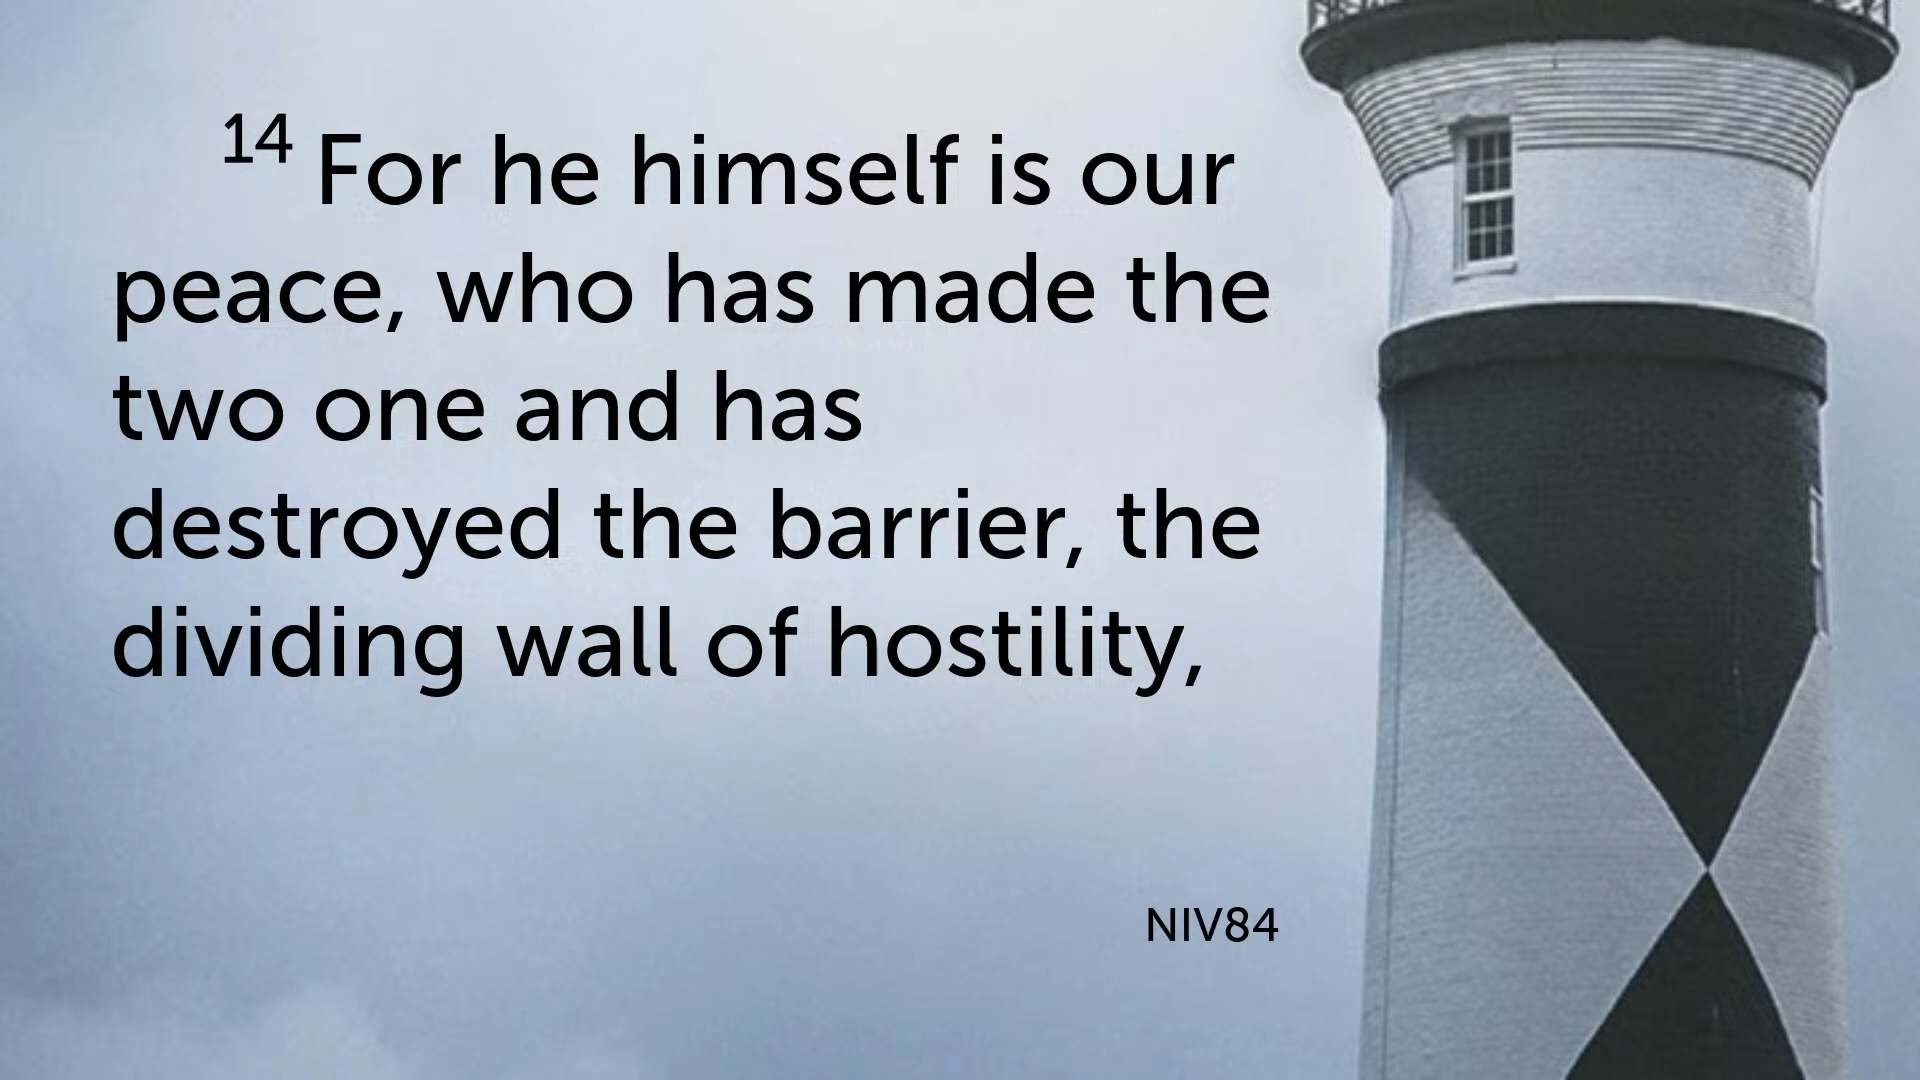 14 For he himself is our
peace, who has made the
two one and has
destroyed the barrier, the
dividing wall of hostility,
NIV84